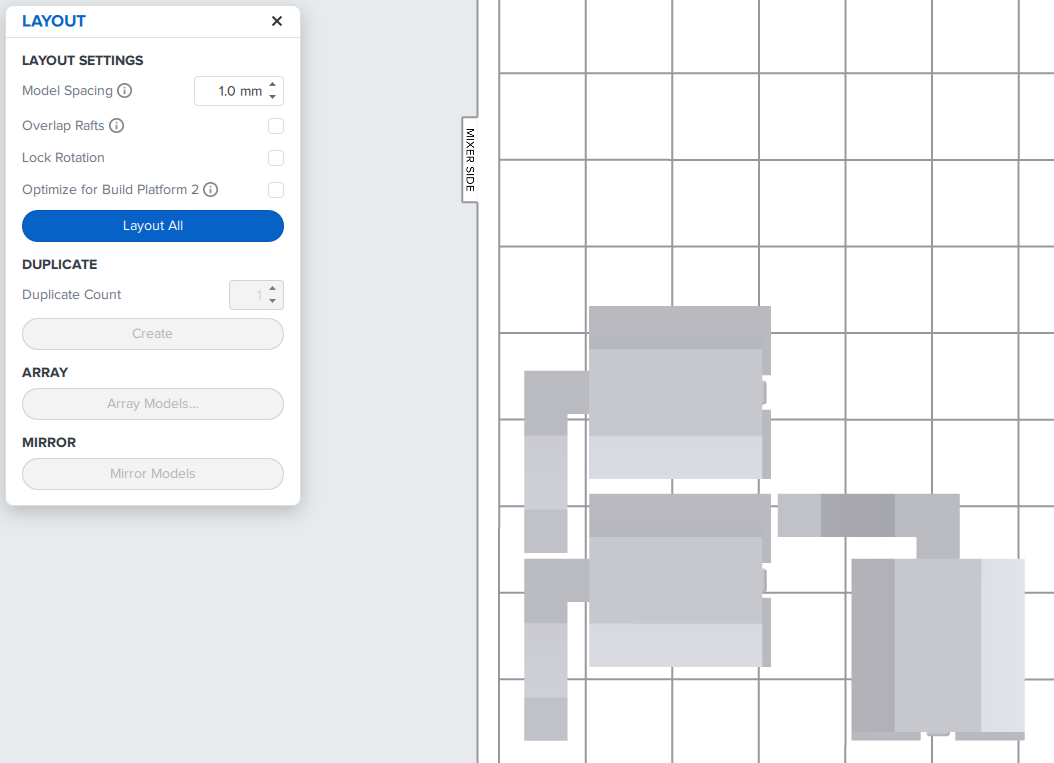 LAYOUT
LAYOUT SETTINGS
Model Spacing
1.0 mm
Overlap Rafts
Lock Rotation
Optimize for Build Platform 2
Layout All
DUPLICATE
Duplicate Count
1
Create
ARRAY
Array Models...
MIRROR
Mirror Models
MIXER SIDE